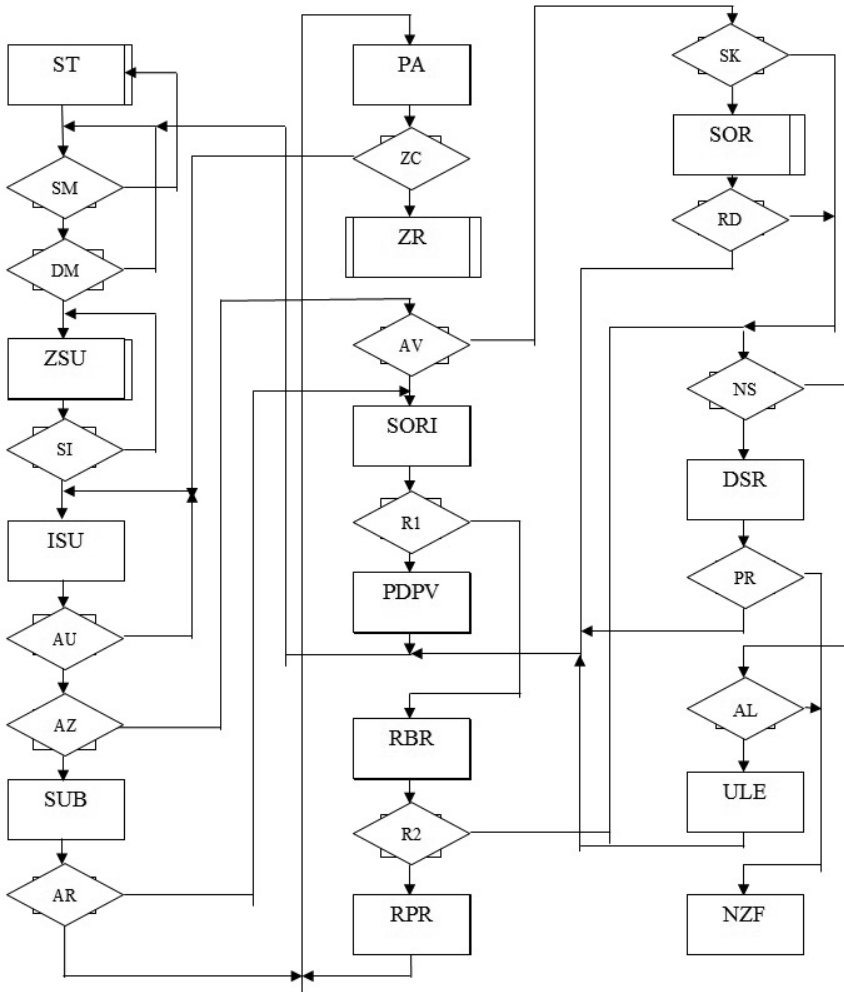 ST
SM
DM
ZSU
SI
ISU
AU
AZ
SUB
AR
PA
ZC
ZR
AV
SORI
R1
PDPV
RBR
R2
RPR
SK
SOR
RD
NS
DSR
PR
AL
ULE
NZF